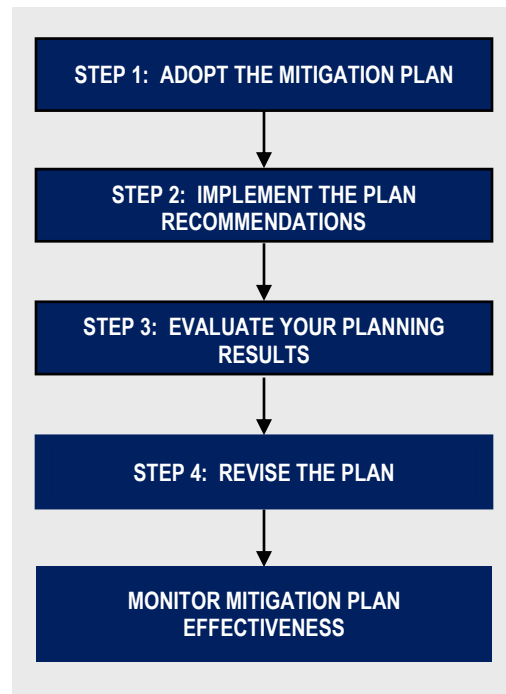 STEP 1:  ADOPT THE MITIGATION PLAN
STEP 2:  IMPLEMENT THE PLAN
RECOMMENDATIONS
STEP 3:  EVALUATE YOUR PLANNING
RESULTS
STEP 4:  REVISE THE PLAN
MONITOR MITIGATION PLAN
EFFECTIVENESS